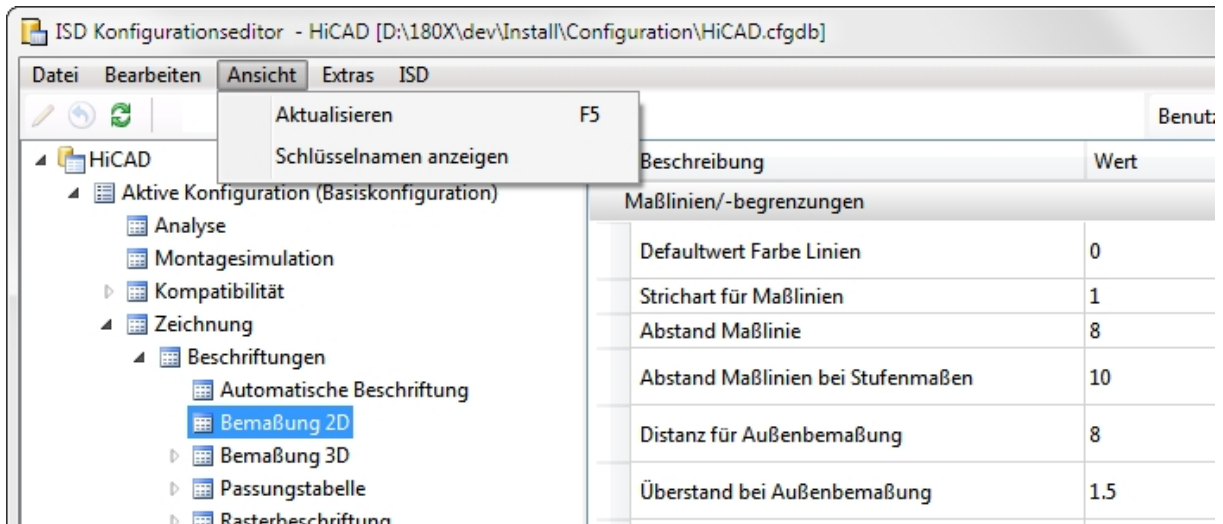 ISD Konfigurationseditor - HiCAD [D:\180X\dev\Install\Configuration\HiCAD.cfgdb]
Datei Bearbeiten Ansicht Extras ISD
Aktualisieren F5
Schlüsselnamen anzeigen
Benutz
HiCAD
Aktive Konfiguration (Basiskonfiguration)
Analyse
Montagesimulation
Kompatibilität
Zeichnung
Beschriftungen
Automatische Beschriftung
Bemaßung 2D
Bemaßung 3D
Passungstabelle
Rasterbeschriftung
Beschreibung Wert
Maßlinien/-begrenzungen
Defaultwert Farbe Linien 0
Strichart für Maßlinien 1
Abstand Maßlinie 8
Abstand Maßlinien bei Stufenmaßen 10
Distanz für Außenbemaßung 8
Überstand bei Außenbemaßung 1.5